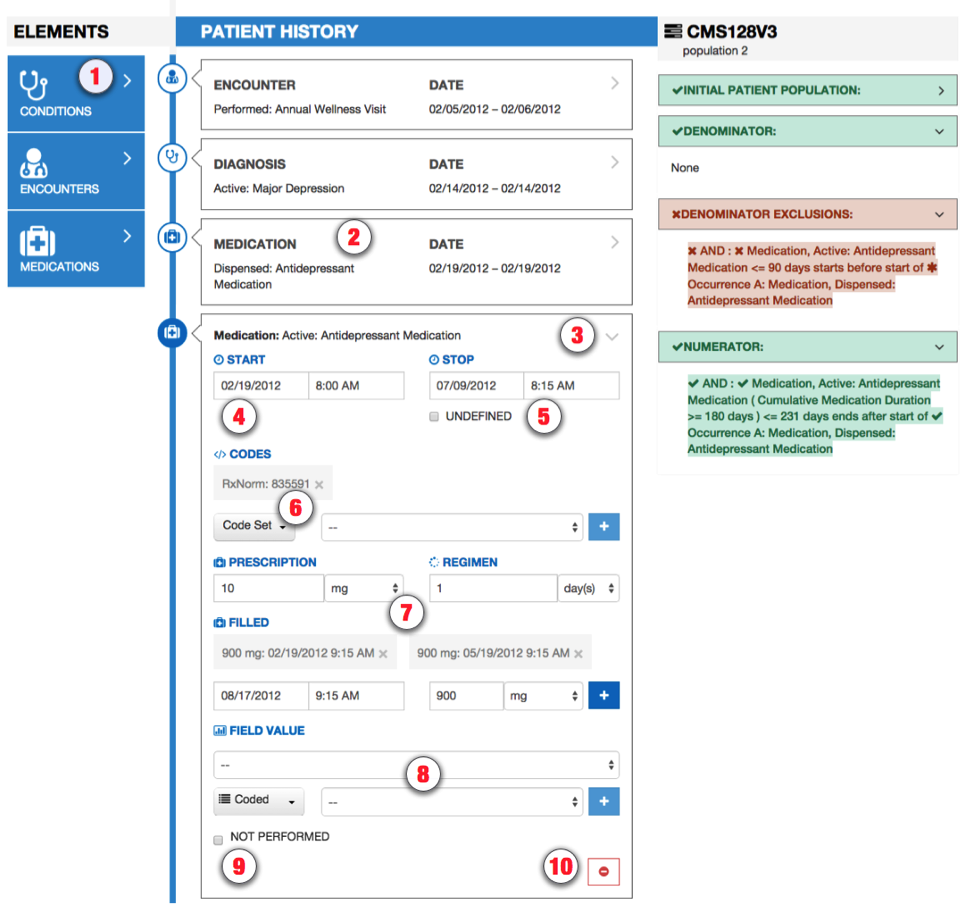 ELEMENTS
1
CONDITIONS
ENCOUNTERS
MEDICATIONS
PATIENT HISTORY
ENCOUNTER DATE
Performed: Annual Wellness Visit 02/05/2012 – 02/06/2012
DIAGNOSIS DATE
Active: Major Depression 02/14/2012 – 02/14/2012
MEDICATION 2 DATE
Dispensed: Antidepressant 02/19/2012 – 02/19/2012
Medication
Medication: Active: Antidepressant Medication 3
START STOP
02/19/2012 8:00 AM 07/09/2012 8:15 AM
4 UNDEFINED 5
</> CODES
RxNorm: 835591 ×
6
Code Set -- +
PRESCRIPTION REGIMEN
10 mg 1 day(s)
7
FILLED
900 mg: 02/19/2012 9:15 AM × 900 mg: 05/19/2012 9:15 AM ×
08/17/2012 9:15 AM 900 mg +
FIELD VALUE
--
8
Coded -- +
NOT PERFORMED
9 10
CMS128V3
population 2
✔INITIAL PATIENT POPULATION:
✔DENOMINATOR:
None
✖DENOMINATOR EXCLUSIONS:
✖ AND : ✖ Medication, Active: Antidepressant
Medication <= 90 days starts before start of ✱
Occurrence A: Medication, Dispensed:
Antidepressant Medication
✔NUMERATOR:
✔ AND : ✔ Medication, Active: Antidepressant
Medication ( Cumulative Medication Duration
>= 180 days ) <= 231 days ends after start of ✔
Occurrence A: Medication, Dispensed:
Antidepressant Medication